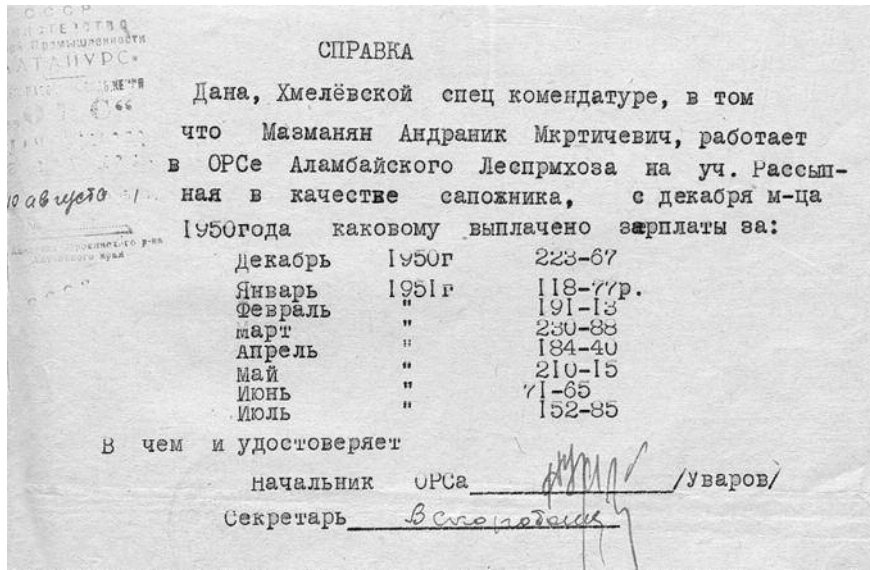 СССР
СПРАВКА
Дана, Хмелёвской спец комендатуре, в том
что Мазманян Андраник Мкртичевич, работает
в ОРСе Аламбайского Леспрмхоза на уч. Рассып-
ная в качестве сапожника, с декабря м-ца
1950года каковому выплачено зарплаты за:
10 августа
Декабрь 1950г 223-67
Январь 1951г 118-77р.
Февраль " 191-13
Март " 230-88
Апрель " 184-40
Май " 210-15
Июнь " 71-65
Июль " 152-85
В чем и удостоверяет
Начальник ОРСа /Уваров/
Секретарь